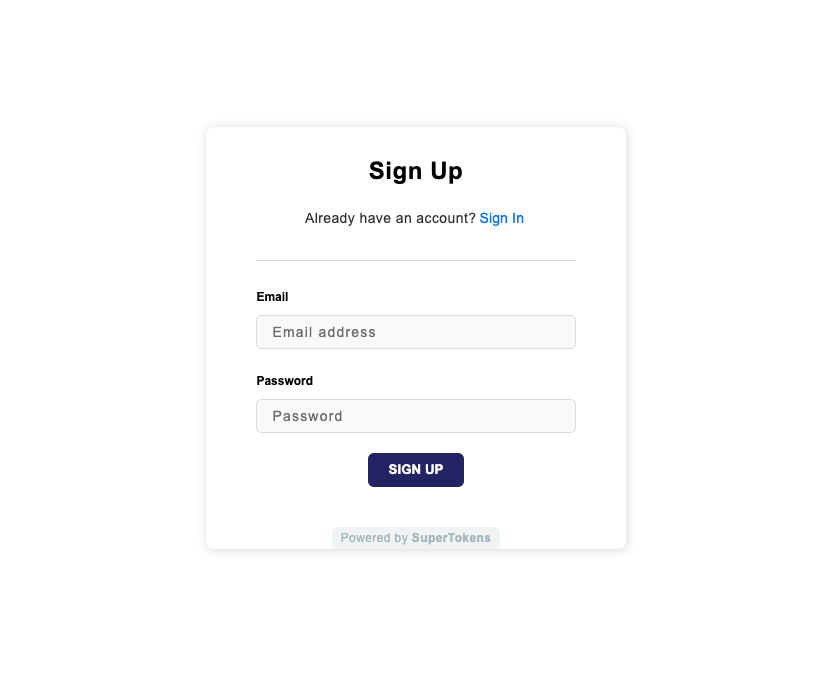 Sign Up
Already have an account? Sign In
Email
Email address
Password
Password
SIGN UP
Powered by SuperTokens